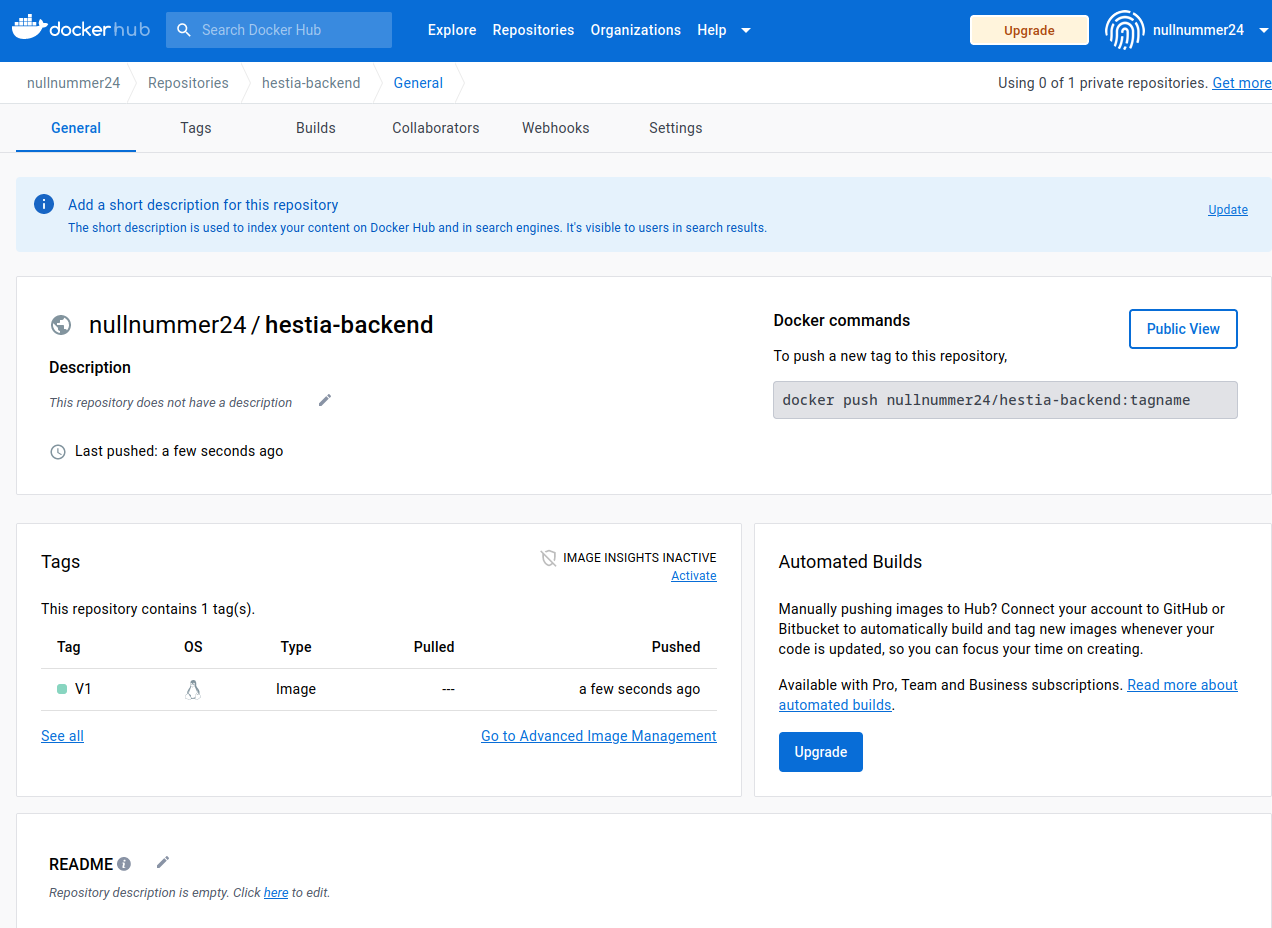 dockerhub
Search Docker Hub
Explore Repositories Organizations Help
Upgrade
nullnummer24
nullnummer24 Repositories hestia-backend General
Using 0 of 1 private repositories. Get more
General Tags Builds Collaborators Webhooks Settings
Add a short description for this repository
The short description is used to index your content on Docker Hub and in search engines. It's visible to users in search results.
Update
nullnummer24 / hestia-backend
Description
This repository does not have a description
Last pushed: a few seconds ago
Docker commands
Public View
To push a new tag to this repository,
docker push nullnummer24/hestia-backend:tagname
Tags
IMAGE INSIGHTS INACTIVE
Activate
This repository contains 1 tag(s).
Tag OS Type Pulled Pushed
V1 Image --- a few seconds ago
See all Go to Advanced Image Management
Automated Builds
Manually pushing images to Hub? Connect your account to GitHub or
Bitbucket to automatically build and tag new images whenever your
code is updated, so you can focus your time on creating.
Available with Pro, Team and Business subscriptions. Read more about
automated builds.
Upgrade
README
Repository description is empty. Click here to edit.